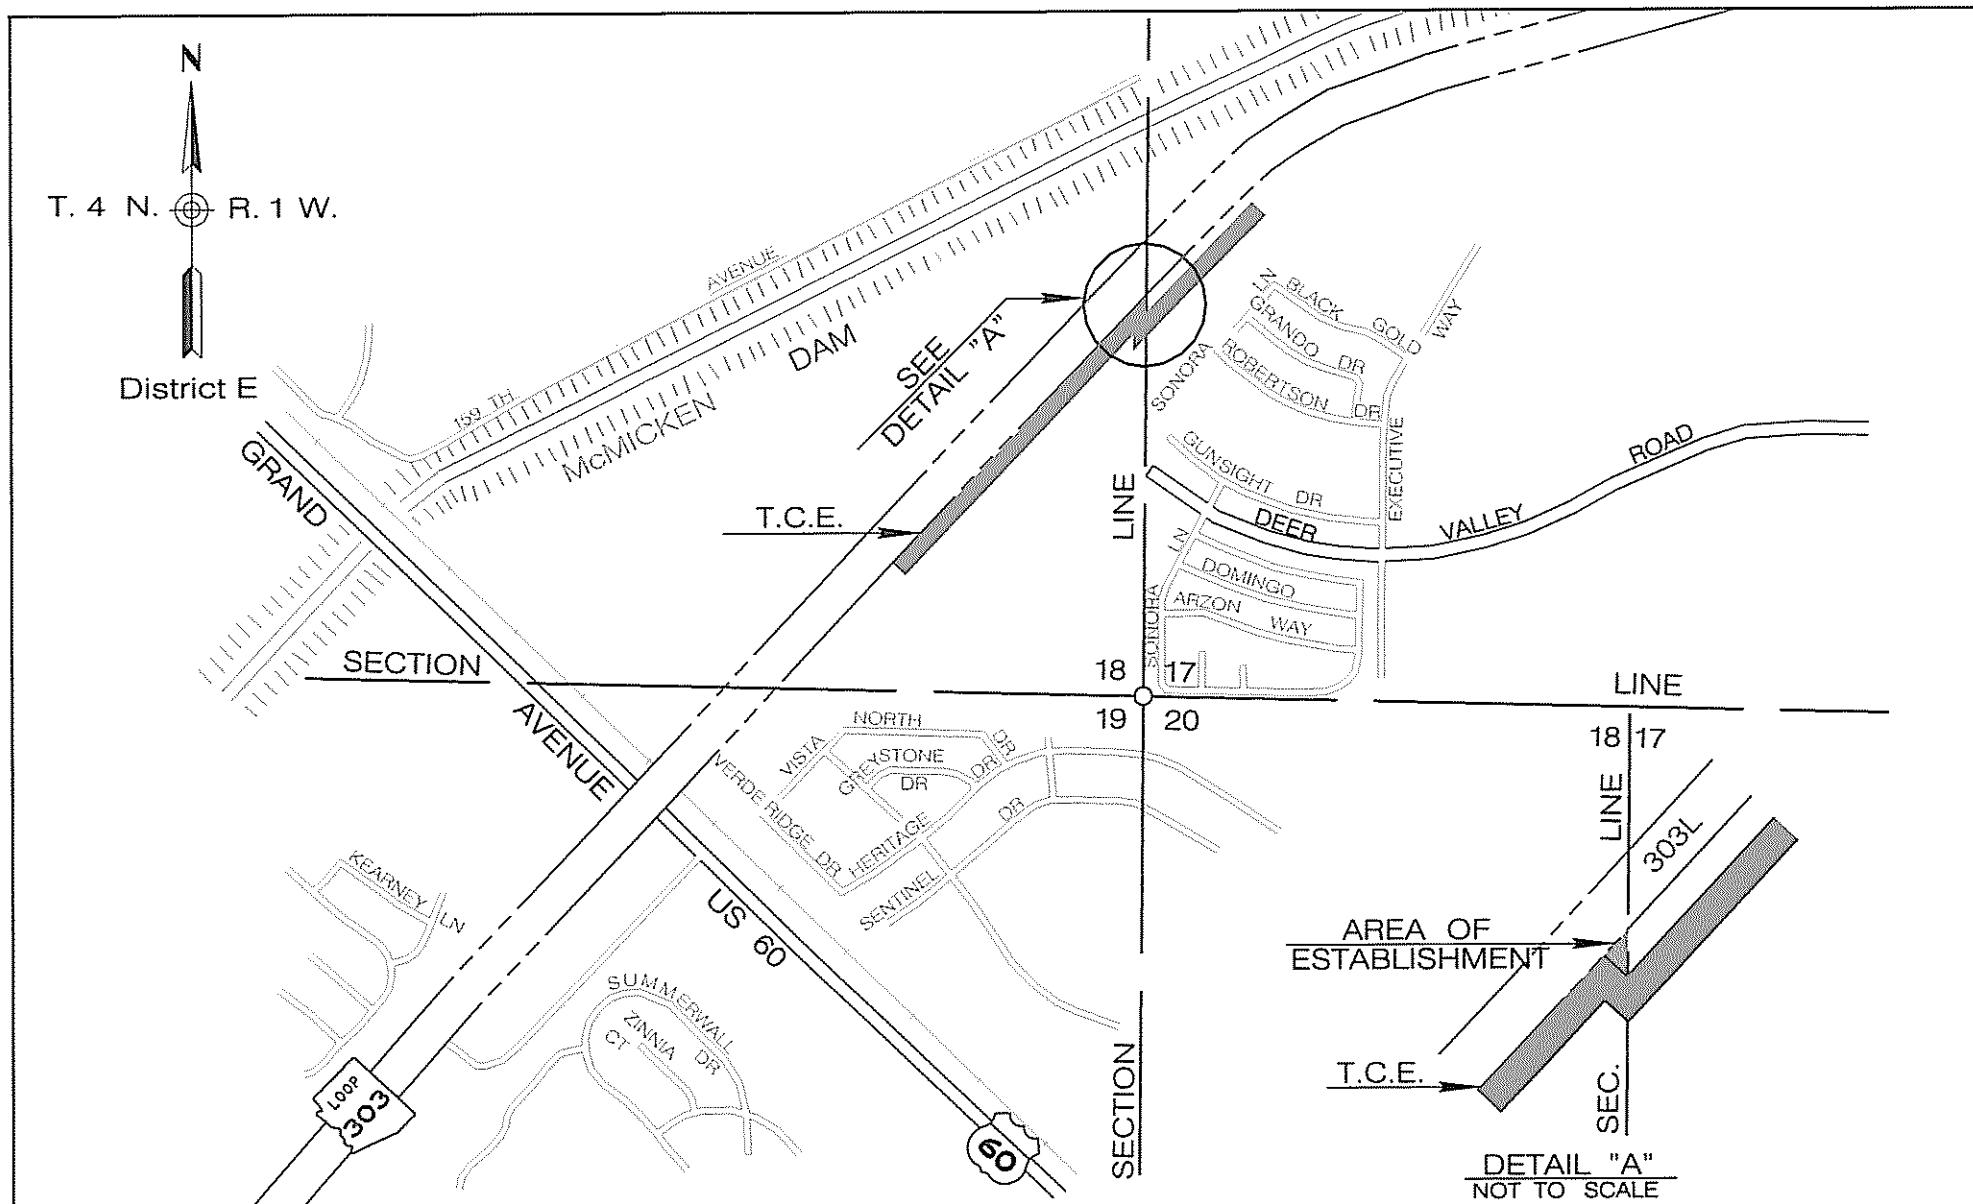 N
T. 4 N. R. 1 W.
District E
159 TH
AVENUE
McMICKEN
DAM
SEE
DETAIL "A"
GRAND
AVENUE
US 60
T.C.E.
LINE
LN
BLACK
GOLD
WAY
GRANDO
DR
ROBERTSON
DR
SONORA
GUNSIGHT
DR
EXECUTIVE
DEER
VALLEY
ROAD
LN
DOMINGO
ARZON
WAY
SONORA
SECTION
18 17
19 20
LINE
NORTH
DR
VISTA
GREYSTONE
DR
DR
VERDE RIDGE DR
HERITAGE
DR
SENTINEL
KEARNEY
LN
SUMMERWALL
DR
ZINNIA
CT
LOOP
303
60
SECTION
18 17
LINE
303L
AREA OF
ESTABLISHMENT
T.C.E.
SEC.
DETAIL "A"
NOT TO SCALE